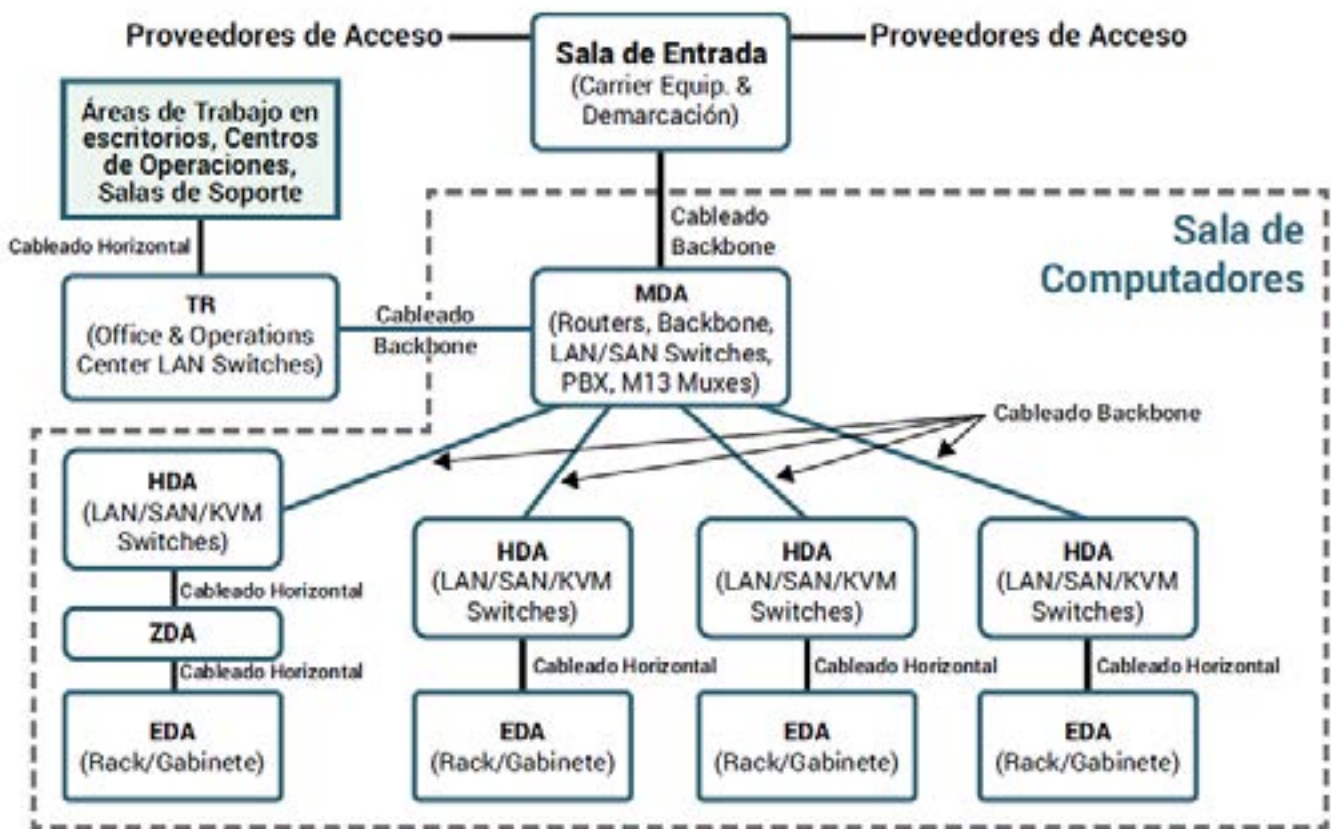 Proveedores de Acceso
Sala de Entrada
(Carrier Equip. &
Demarcación)
Proveedores de Acceso
Áreas de Trabajo en
escritorios, Centros
de Operaciones,
Salas de Soporte
Cableado Horizontal
TR
(Office & Operations
Center LAN Switches)
Cableado
Backbone
Cableado
Backbone
Sala de
Computadores
MDA
(Routers, Backbone,
LAN/SAN Switches,
PBX, M13 Muxes)
Cableado Backbone
HDA
(LAN/SAN/KVM
Switches)
Cableado Horizontal
ZDA
Cableado Horizontal
EDA
(Rack/Gabinete)
HDA
(LAN/SAN/KVM
Switches)
Cableado Horizontal
EDA
(Rack/Gabinete)
HDA
(LAN/SAN/KVM
Switches)
Cableado Horizontal
EDA
(Rack/Gabinete)
HDA
(LAN/SAN/KVM
Switches)
Cableado Horizontal
EDA
(Rack/Gabinete)